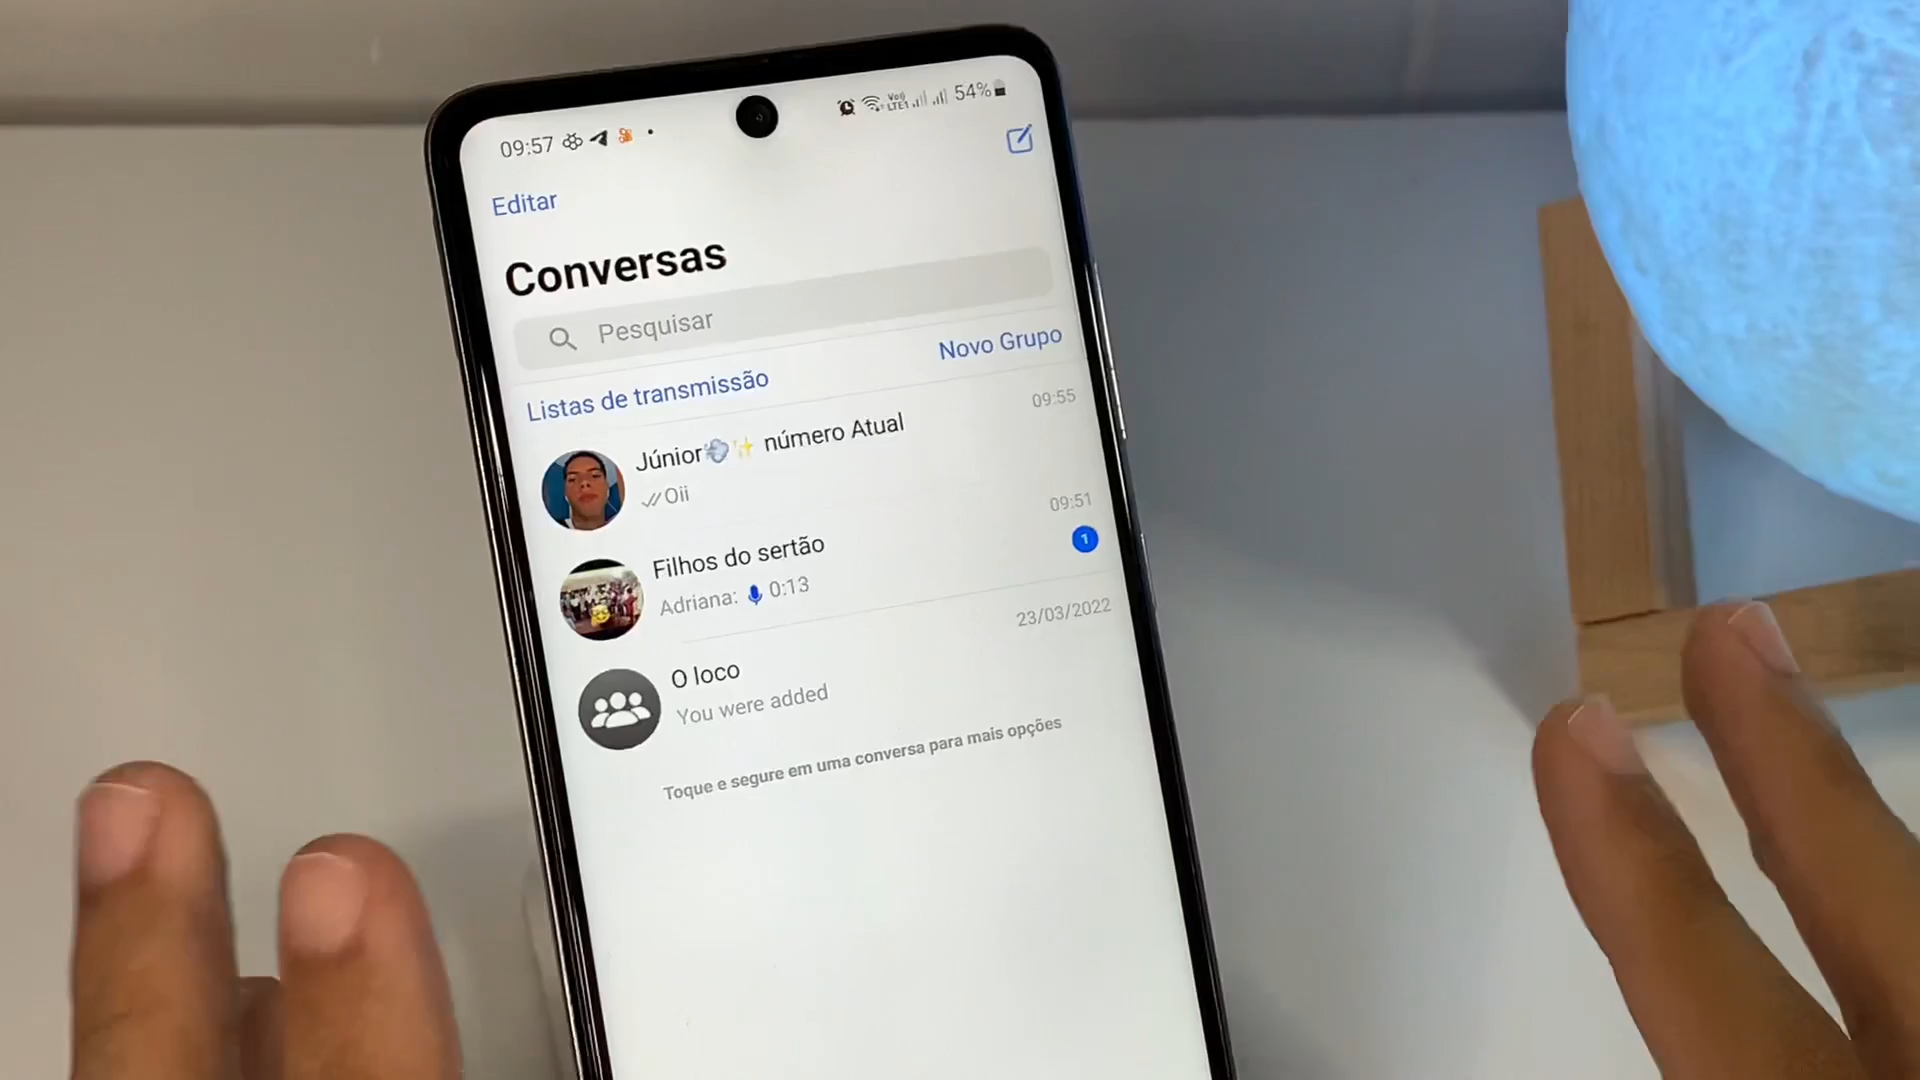 09:57
Vo)) LTE1 54%
Editar
Conversas
Pesquisar
Listas de transmissão Novo Grupo
Júnior💨✨ número Atual 09:55
Oii
Filhos do sertão 09:51
Adriana: 0:13 1
O loco 23/03/2022
You were added
Toque e segure em uma conversa para mais opções